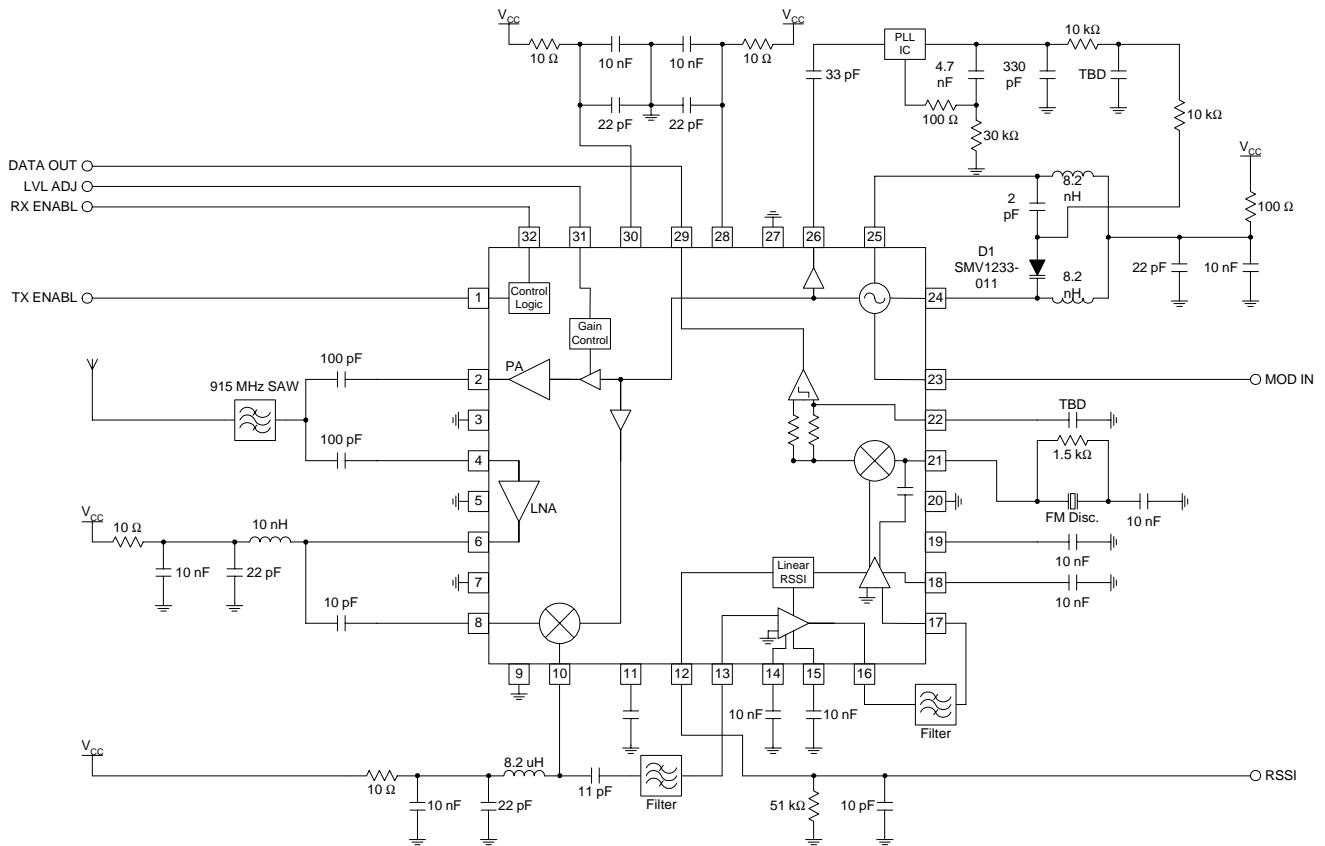 V_CC
10 Ω
10 nF
10 nF
10 Ω
V_CC
22 pF
22 pF
33 pF
PLL
IC
4.7
nF
330
pF
10 kΩ
TBD
100 Ω
30 kΩ
10 kΩ
V_CC
100 Ω
DATA OUT
LVL ADJ
RX ENABL
TX ENABL
8.2
nH
2
pF
D1
SMV1233-
011
8.2
nH
22 pF
10 nF
32
31
30
29
28
27
26
25
1
Control
Logic
Gain
Control
24
100 pF
915 MHz SAW
2
PA
23
MOD IN
3
22
TBD
100 pF
4
21
1.5 kΩ
5
LNA
20
FM Disc.
10 nF
V_CC
10 Ω
10 nH
6
19
10 nF
10 nF
22 pF
7
Linear
RSSI
18
10 nF
10 pF
8
17
9
10
11
12
13
14
15
16
10 nF
10 nF
Filter
V_CC
10 Ω
8.2 uH
11 pF
Filter
RSSI
10 nF
22 pF
51 kΩ
10 pF